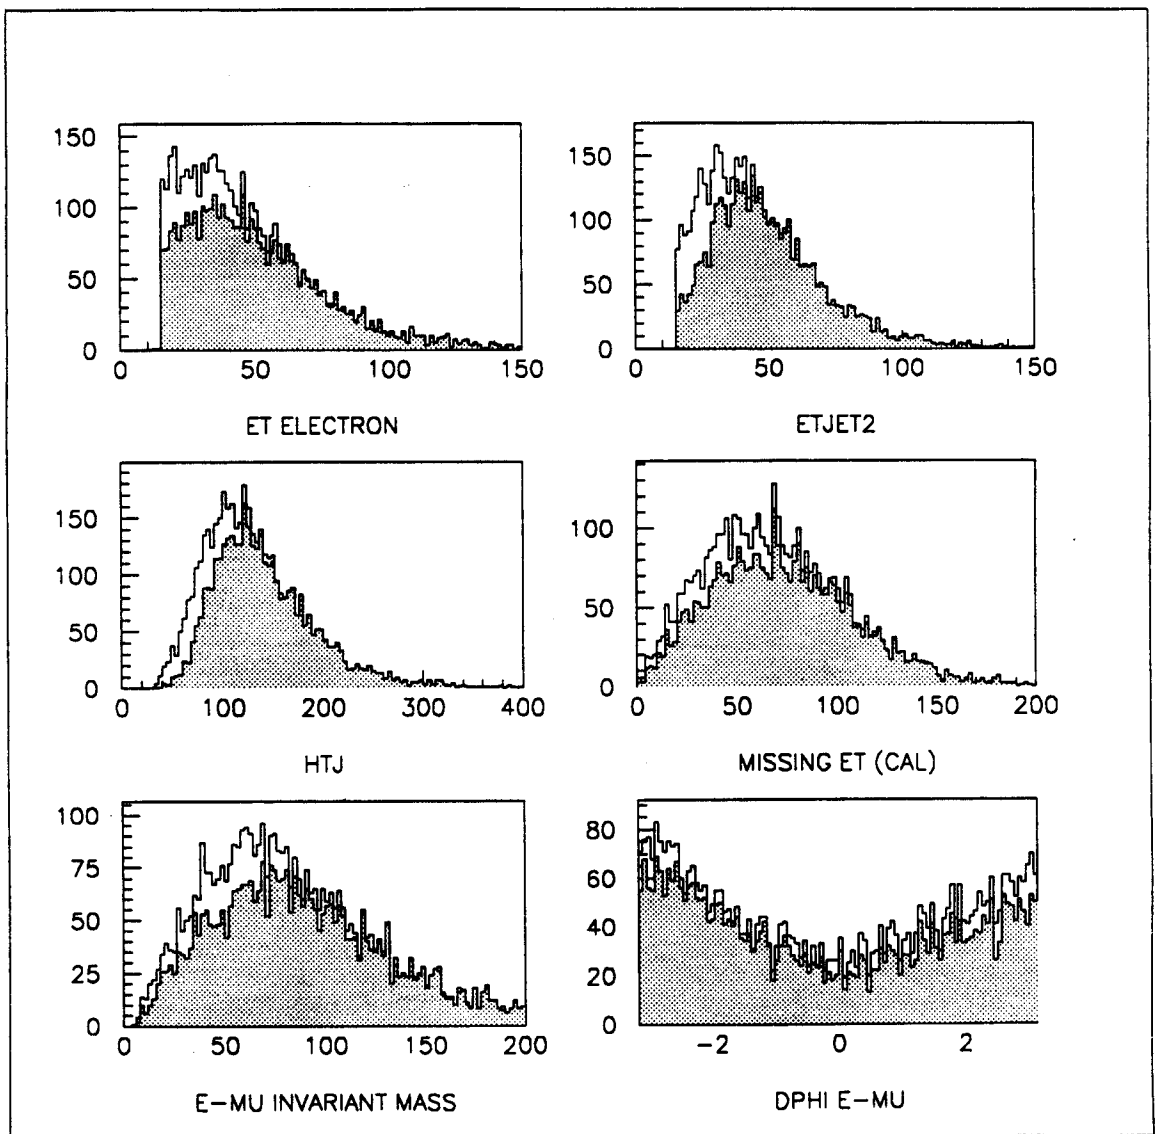 150
100
50
0
0 50 100 150
ET ELECTRON
150
100
50
0
0 50 100 150
ETJET2
150
100
50
0
0 100 200 300 400
HTJ
100
50
0
0 50 100 150 200
MISSING ET (CAL)
100
75
50
25
0
0 50 100 150 200
E-MU INVARIANT MASS
80
60
40
20
0
-2 0 2
DPHI E-MU